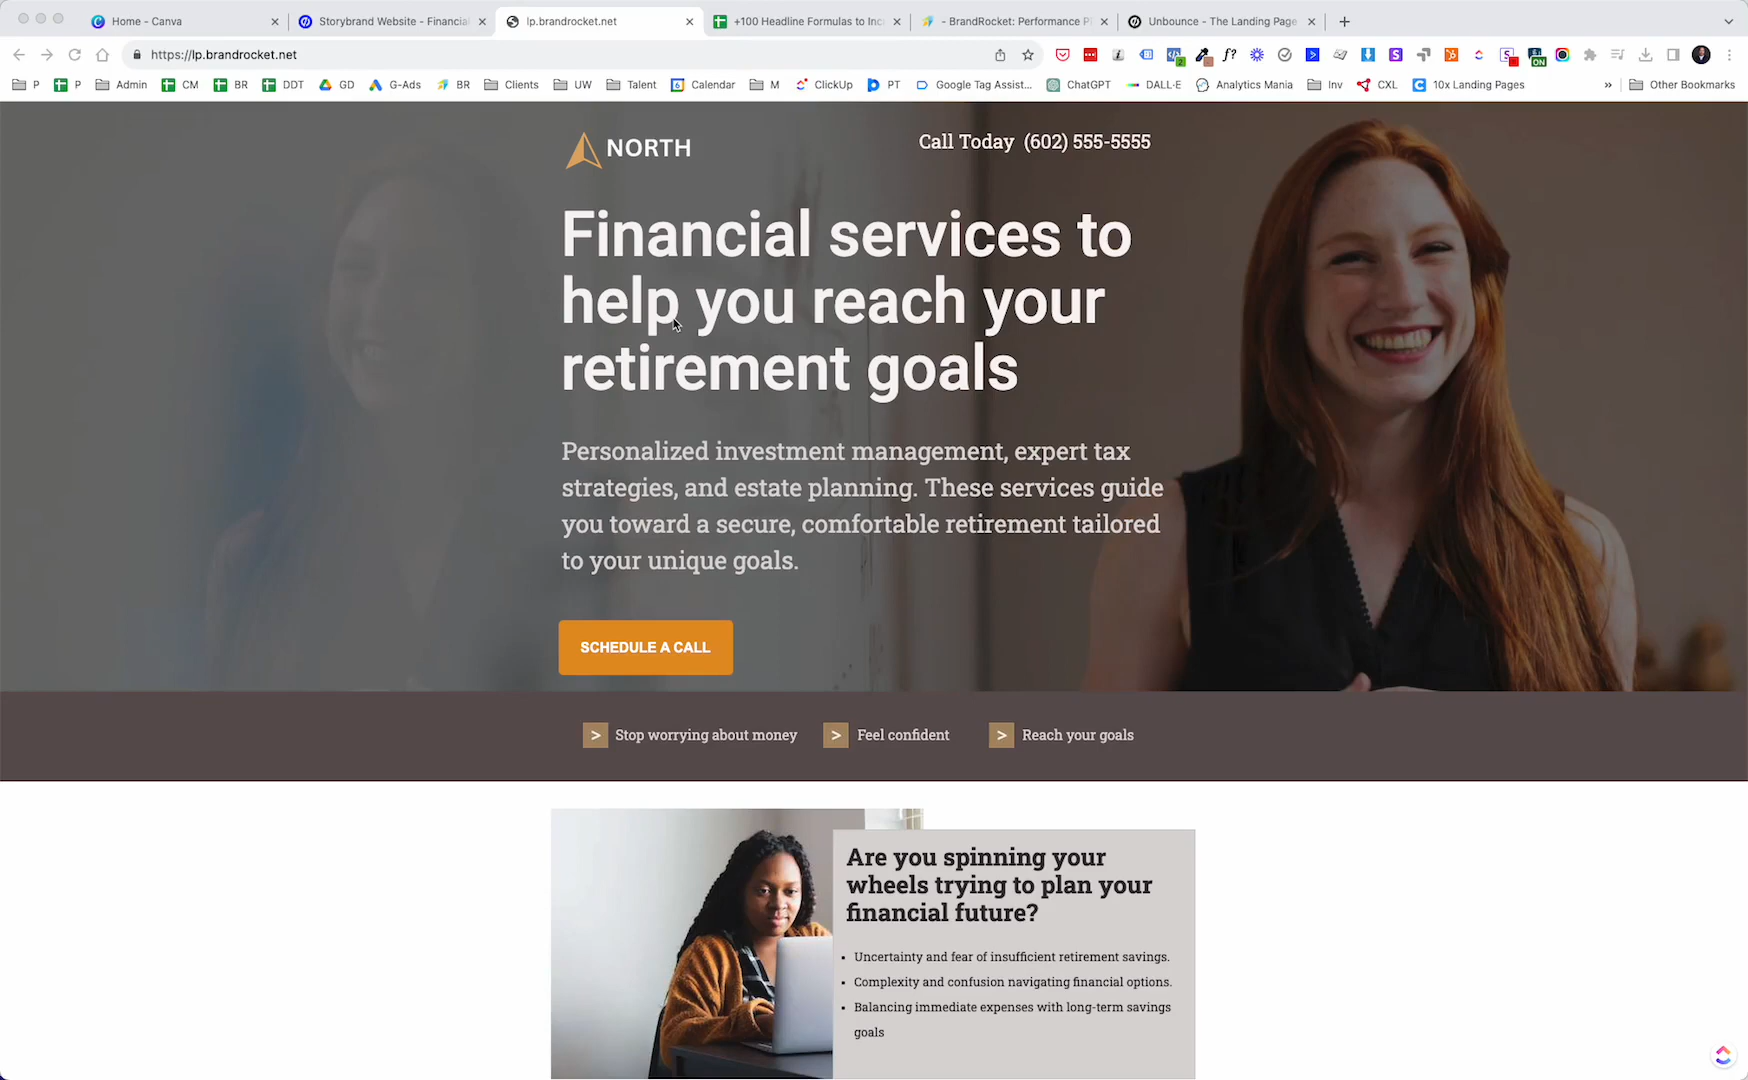 Home - Canva
Storybrand Website - Financial
lp.brandrocket.net
+100 Headline Formulas to Inc
- BrandRocket: Performance P
Unbounce - The Landing Page
https://lp.brandrocket.net
P
P
Admin
CM
BR
DDT
GD
G-Ads
BR
Clients
UW
Talent
Calendar
M
ClickUp
PT
Google Tag Assist...
ChatGPT
DALL·E
Analytics Mania
Inv
CXL
10x Landing Pages
»
Other Bookmarks
NORTH
Call Today (602) 555-5555
Financial services to
help you reach your
retirement goals
Personalized investment management, expert tax
strategies, and estate planning. These services guide
you toward a secure, comfortable retirement tailored
to your unique goals.
SCHEDULE A CALL
> Stop worrying about money
> Feel confident
> Reach your goals
Are you spinning your
wheels trying to plan your
financial future?
• Uncertainty and fear of insufficient retirement savings.
• Complexity and confusion navigating financial options.
• Balancing immediate expenses with long-term savings
goals